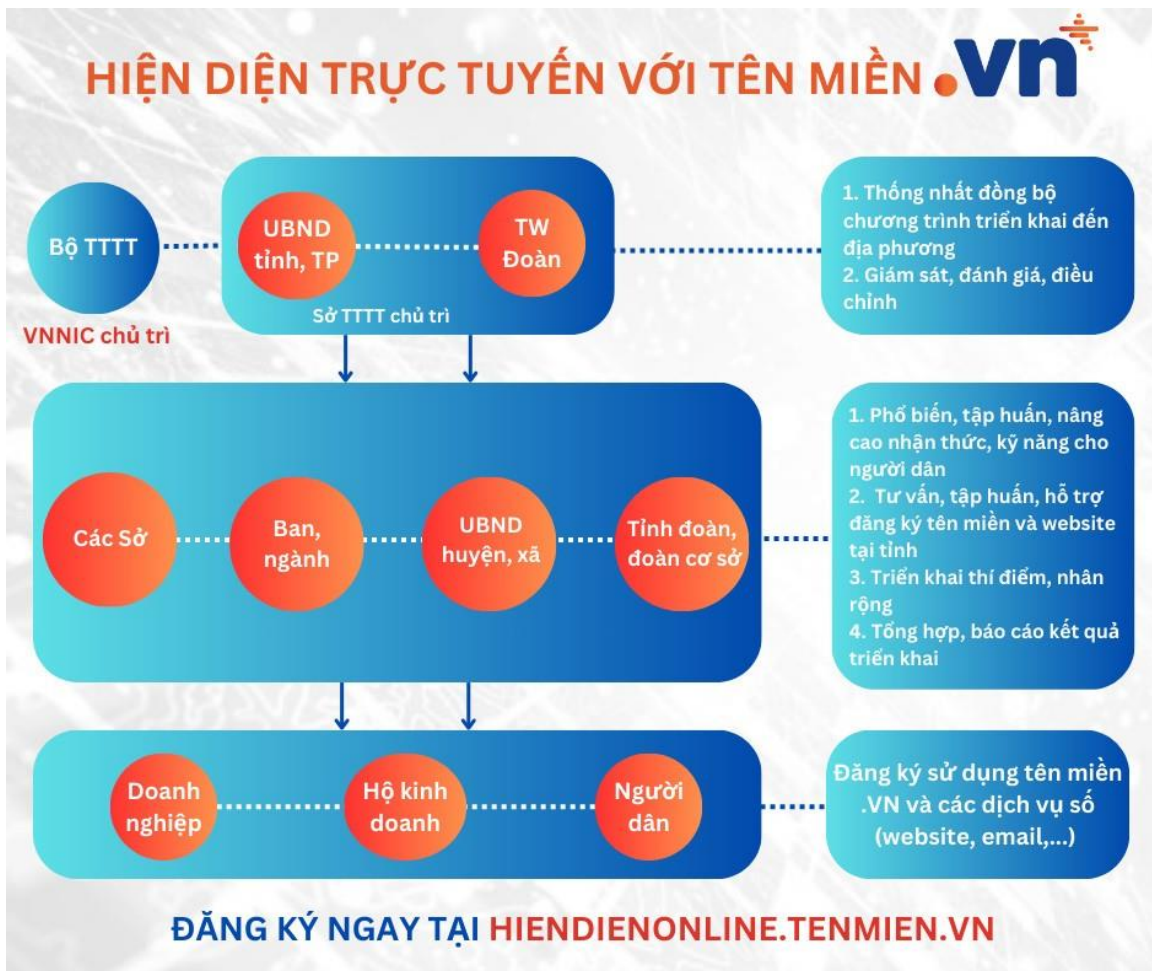 HIỆN DIỆN TRỰC TUYẾN VỚI TÊN MIỀN .vn
Bộ TTTT
VNNIC chủ trì
UBND
tỉnh, TP
TW
Đoàn
Sở TTTT chủ trì
1. Thống nhất đồng bộ
chương trình triển khai đến
địa phương
2. Giám sát, đánh giá, điều
chỉnh
Các Sở
Ban,
ngành
UBND
huyện, xã
Tỉnh đoàn,
đoàn cơ sở
1. Phổ biến, tập huấn, nâng
cao nhận thức, kỹ năng cho
người dân
2. Tư vấn, tập huấn, hỗ trợ
đăng ký tên miền và website
tại tỉnh
3. Triển khai thí điểm, nhân
rộng
4. Tổng hợp, báo cáo kết quả
triển khai
Doanh
nghiệp
Hộ kinh
doanh
Người
dân
Đăng ký sử dụng tên miền
.VN và các dịch vụ số
(website, email,...)
ĐĂNG KÝ NGAY TẠI HIENDIENONLINE.TENMIEN.VN